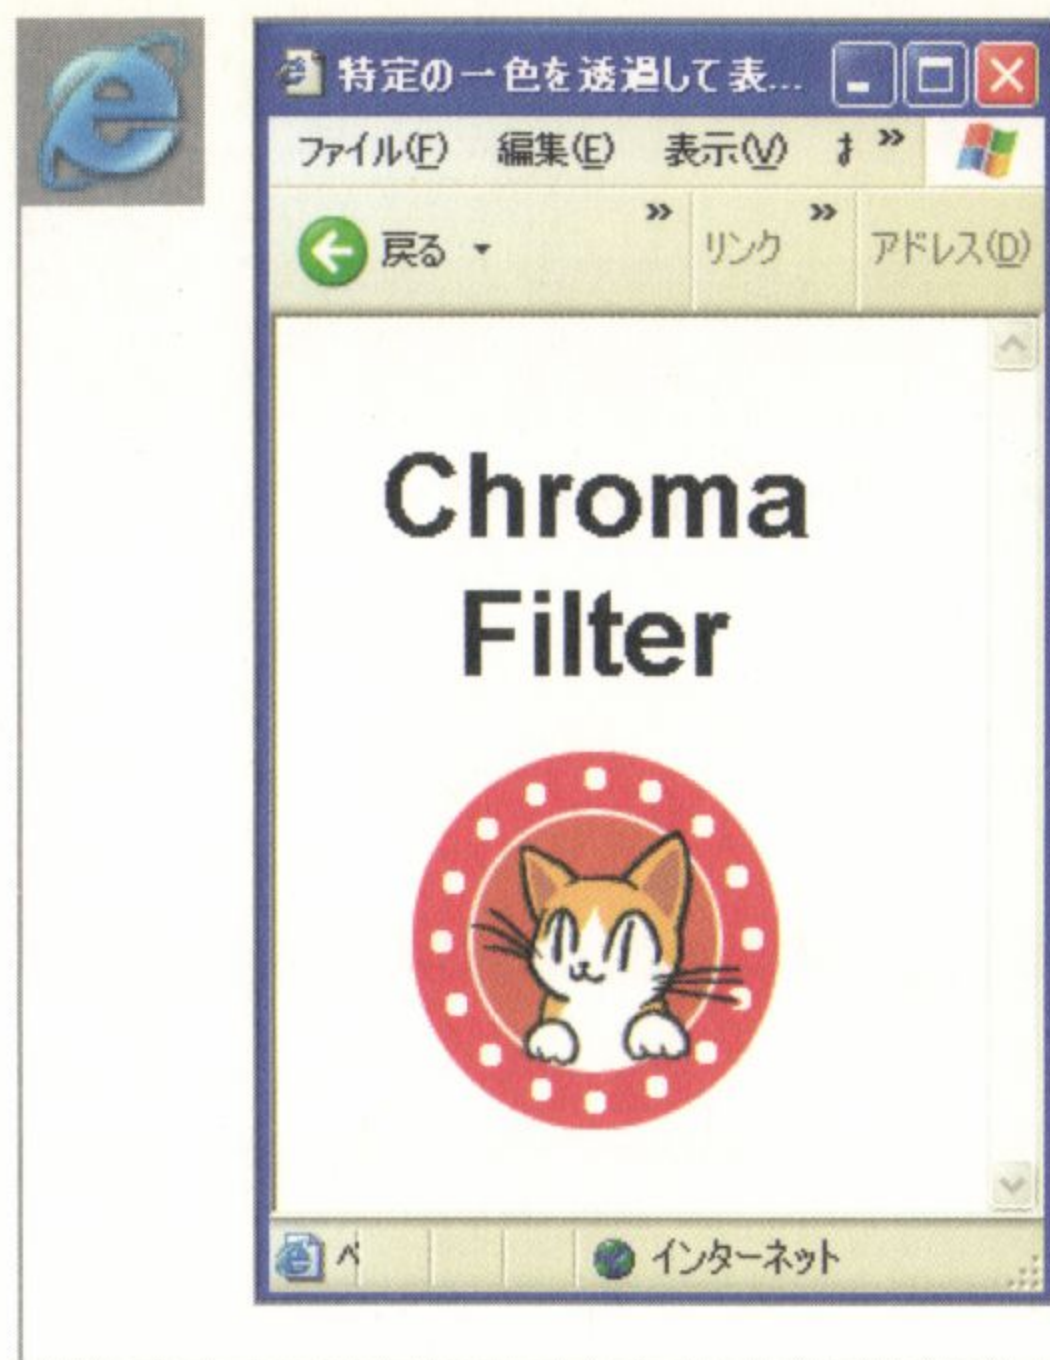 特定の一色を透過して表...
ファイル(F) 編集(E) 表示(V) »
戻る » リンク » アドレス(D)
Chroma
Filter
ペ インターネット